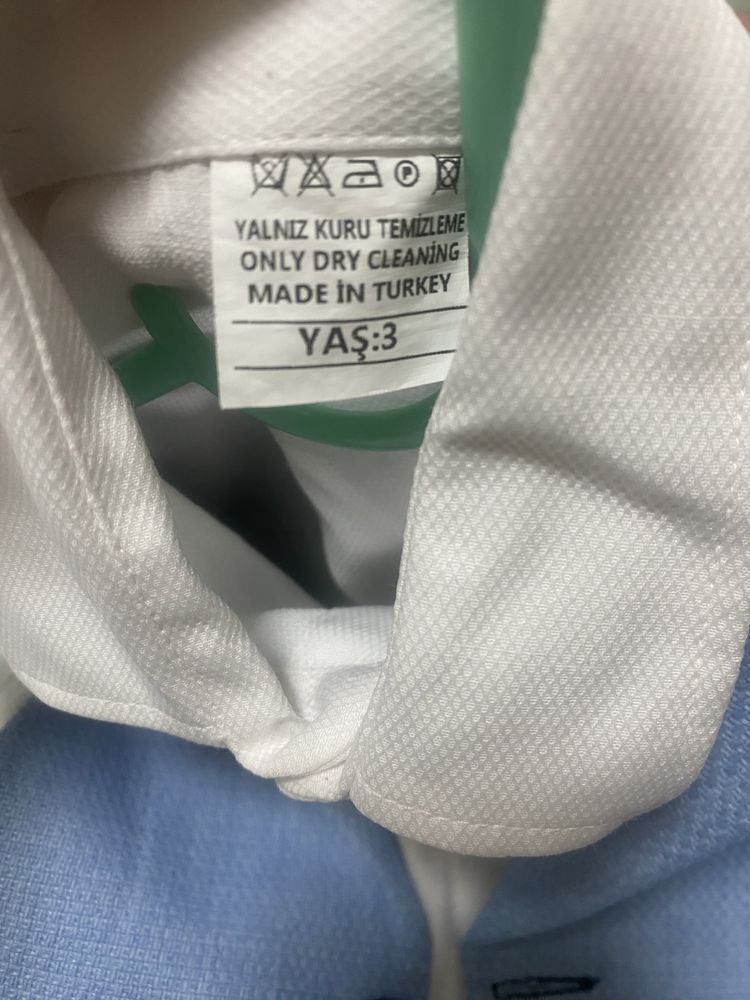 YALNIZ KURU TEMİZLEME
ONLY DRY CLEANİNG
MADE İN TURKEY
YAŞ:3